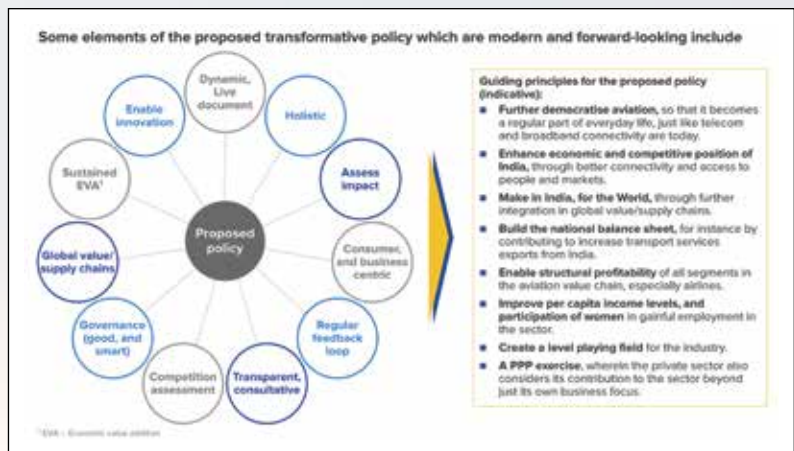 Some elements of the proposed transformative policy which are modern and forward-looking include
Dynamic,
Live
document
Holistic
Assess
impact
Consumer,
and business
centric
Regular
feedback
loop
Transparent,
consultative
Competition
assessment
Governance
(good, and
smart)
Global value/
supply chains
Sustained
EVA¹
Enable
innovation
Proposed
policy
Guiding principles for the proposed policy
(indicative):
Further democratise aviation, so that it becomes
a regular part of everyday life, just like telecom
and broadband connectivity are today.
Enhance economic and competitive position of
India, through better connectivity and access to
people and markets.
Make in India, for the World, through further
integration in global value/supply chains.
Build the national balance sheet, for instance by
contributing to increase transport services
exports from India.
Enable structural profitability of all segments in
the aviation value chain, especially airlines.
Improve per capita income levels, and
participation of women in gainful employment in
the sector.
Create a level playing field for the industry.
A PPP exercise, wherein the private sector also
considers its contribution to the sector beyond
just its own business focus.
¹ EVA – Economic value addition